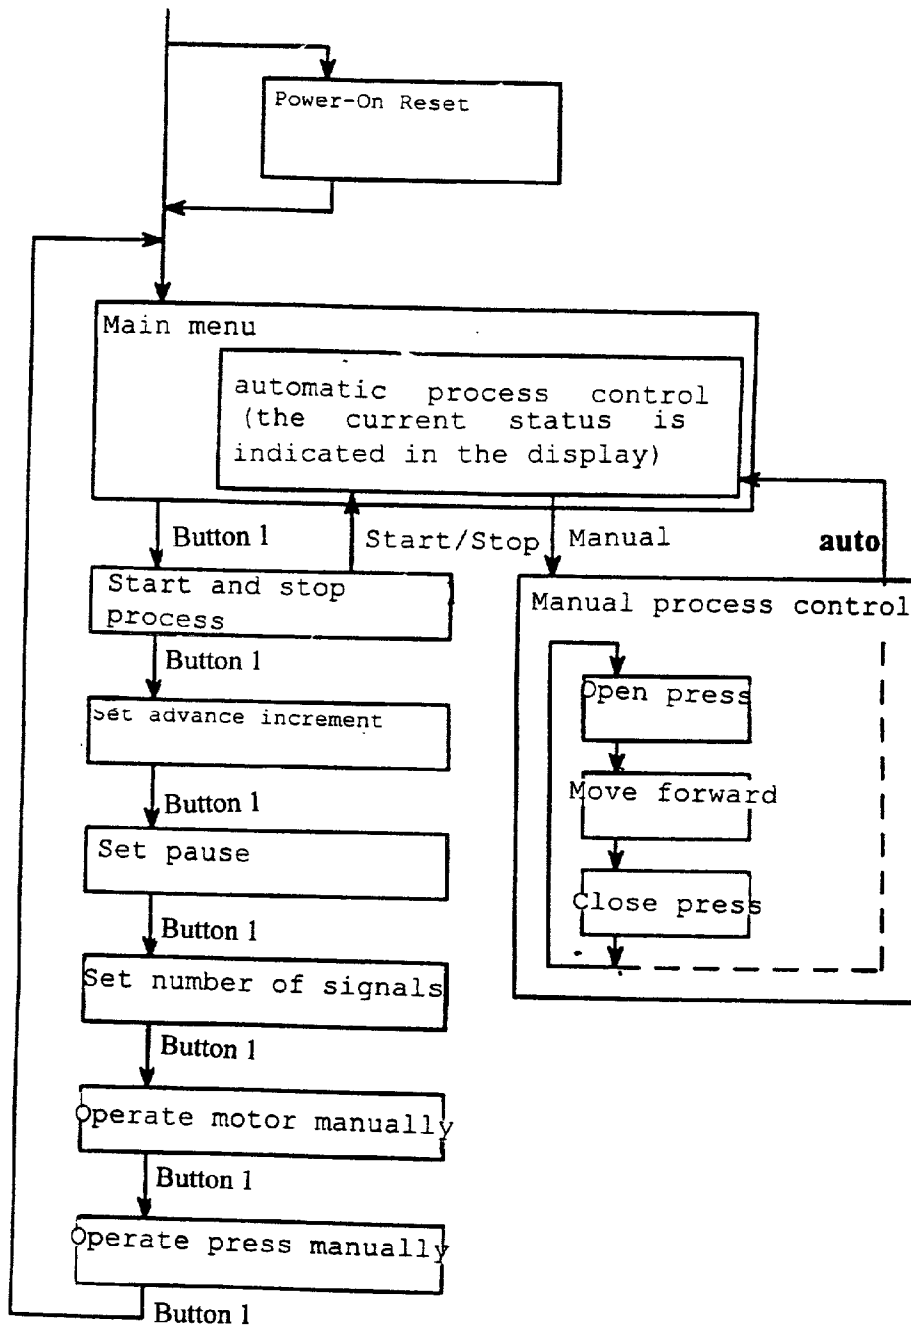 Power-On Reset
Main menu
automatic process control
(the current status is
indicated in the display)
Button 1
Start/Stop
Manual
auto
Start and stop
process
Manual process control
Button 1
Open press
Set advance increment
Move forward
Button 1
Set pause
Close press
Button 1
Set number of signals
Button 1
Operate motor manually
Button 1
Operate press manually
Button 1